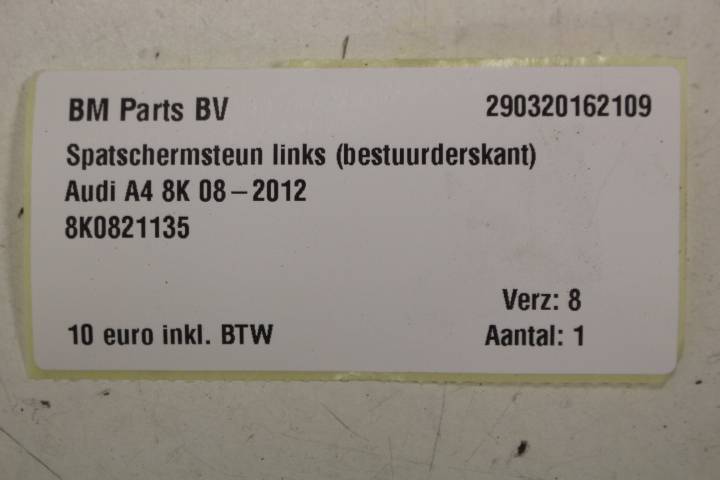 BM Parts BV 290320162109
Spatschermsteun links (bestuurderskant)
Audi A4 8K 08-2012
8K0821135
Verz: 8
10 euro inkl. BTW Aantal: 1